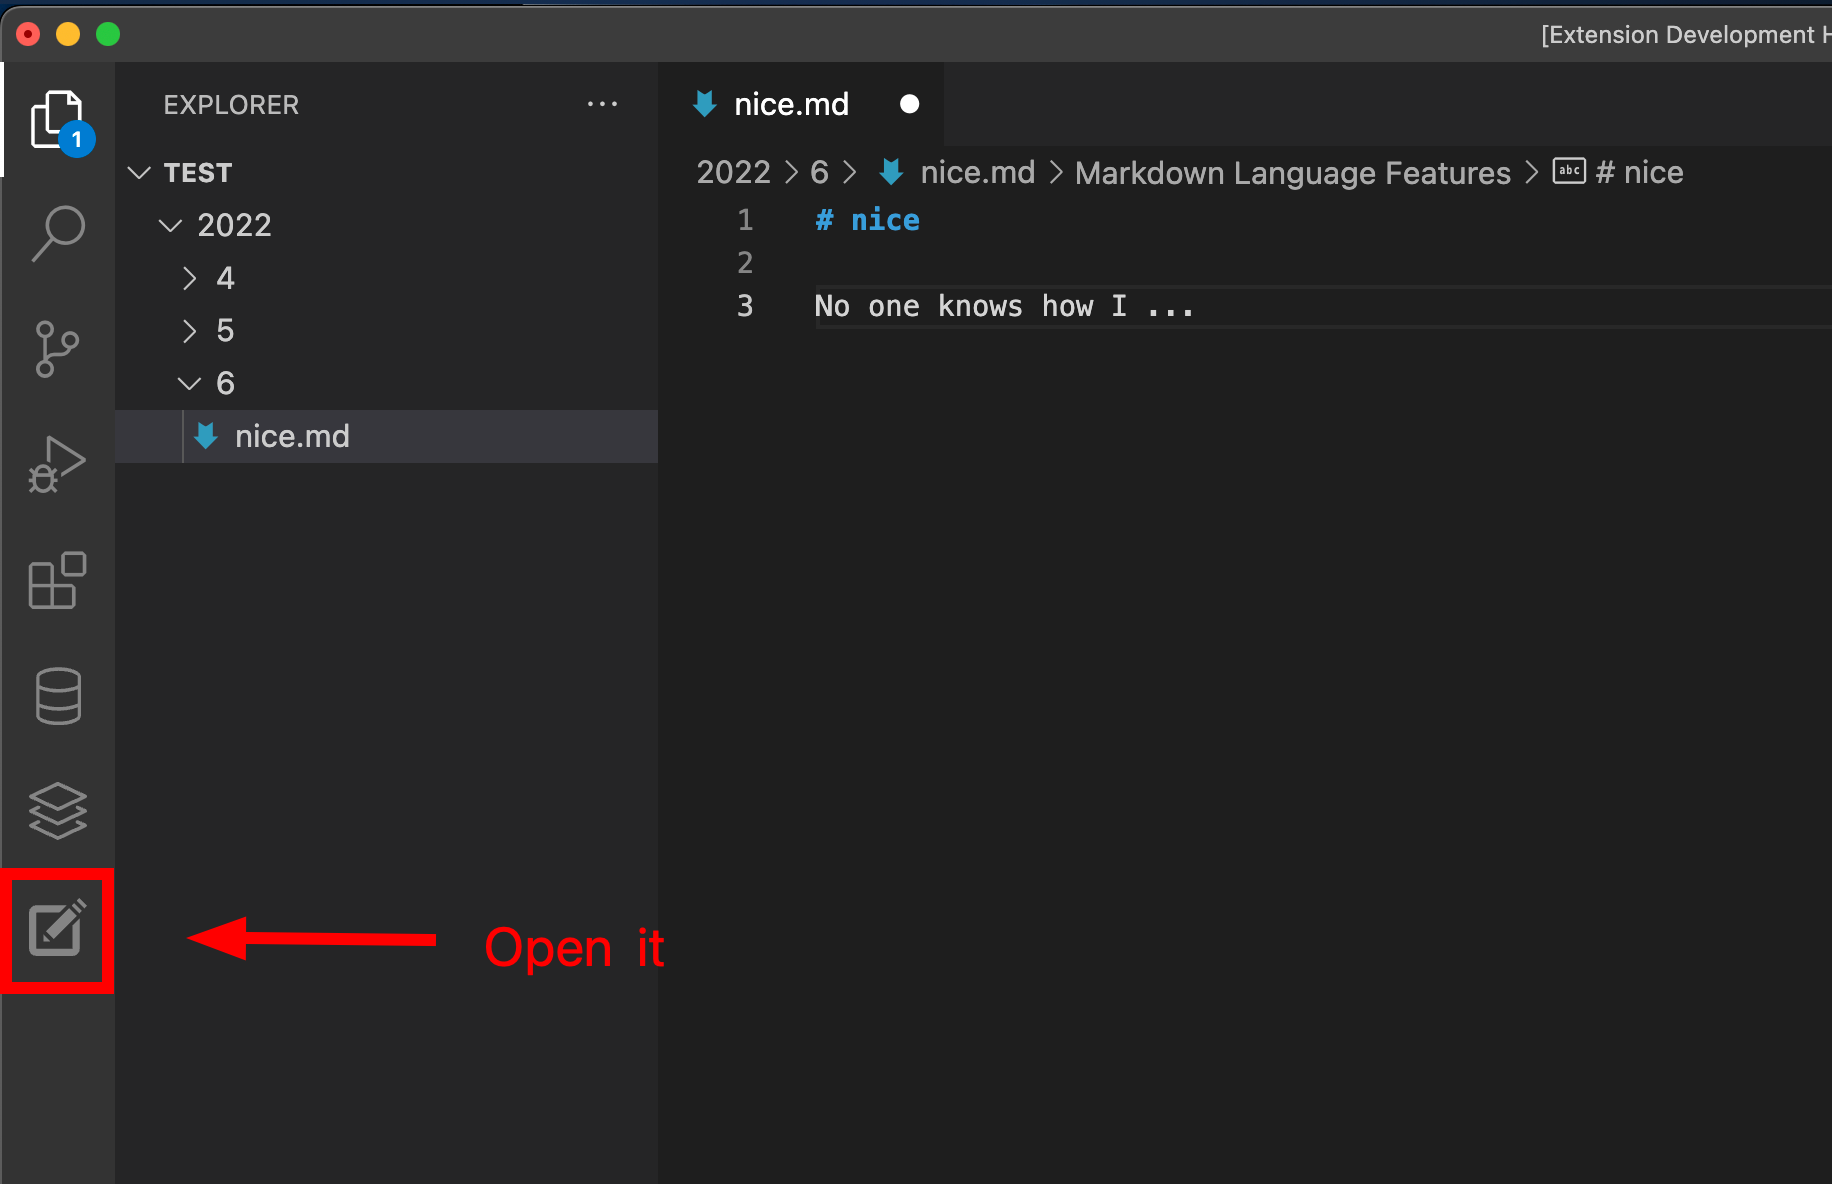 [Extension Development H
1
EXPLORER
TEST
2022
4
5
6
nice.md
nice.md
2022 > 6 > nice.md > Markdown Language Features > abc # nice
1 # nice
2
3 No one knows how I ...
Open it